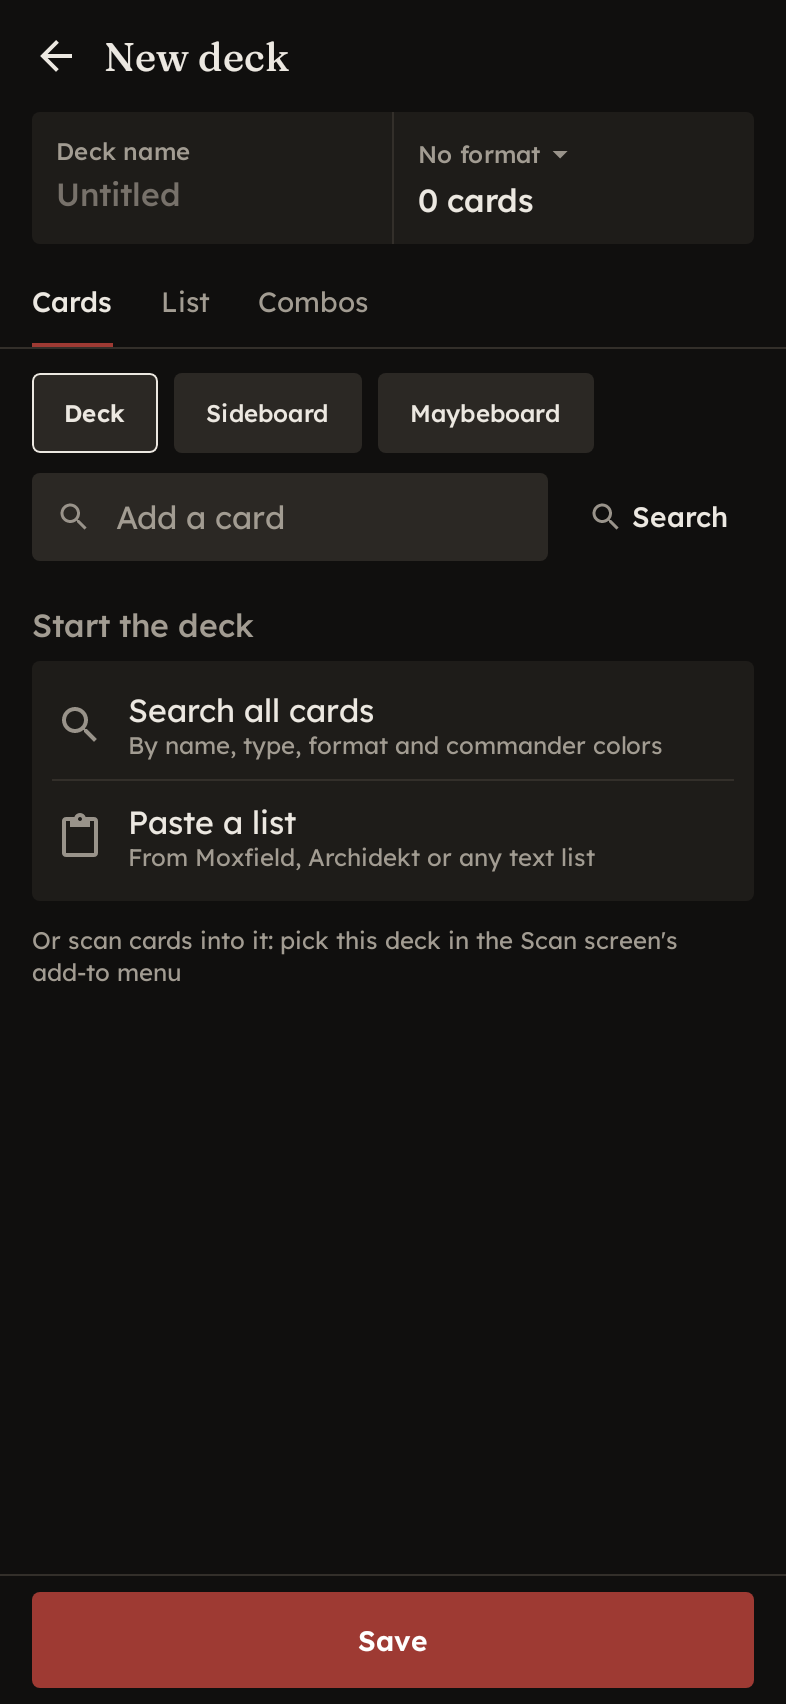 New deck
Deck name
Untitled
No format
0 cards
Cards
List
Combos
Deck
Sideboard
Maybeboard
Add a card
Search
Start the deck
Search all cards
By name, type, format and commander colors
Paste a list
From Moxfield, Archidekt or any text list
Or scan cards into it: pick this deck in the Scan screen's
add-to menu
Save